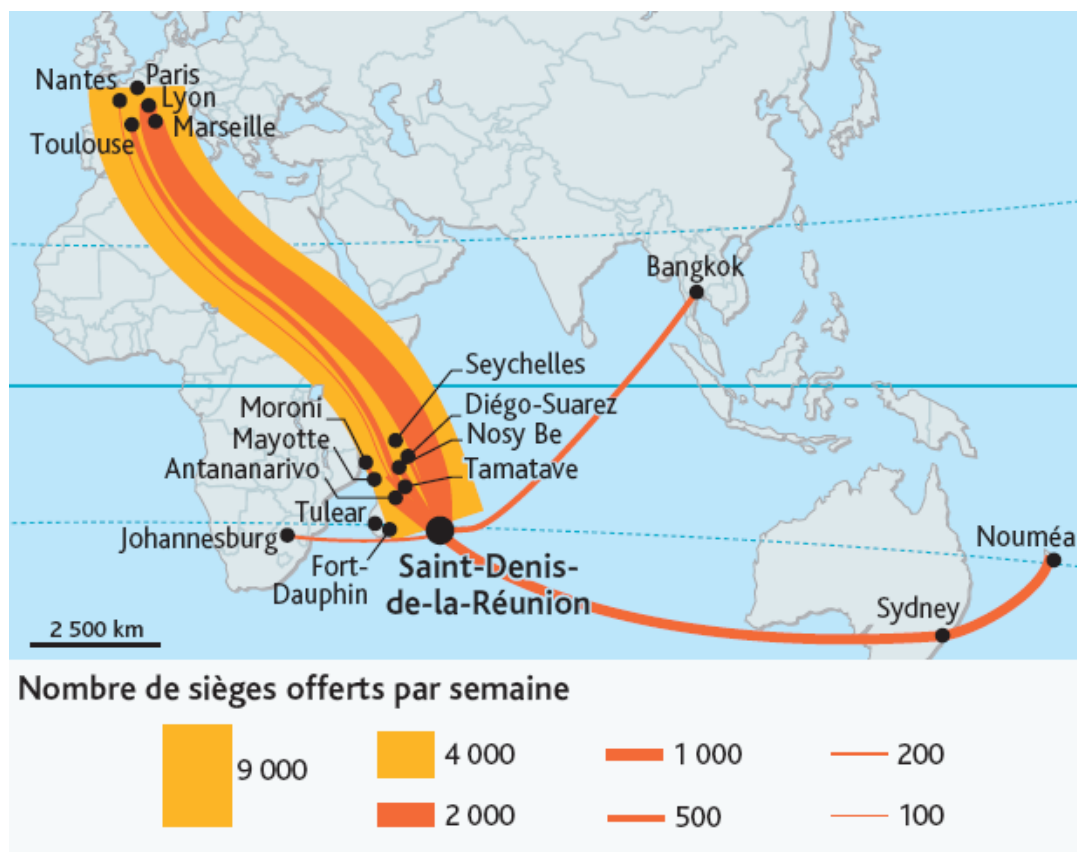 Nantes
Paris
Lyon
Marseille
Toulouse
Bangkok
Seychelles
Moroni
Diégo-Suarez
Mayotte
Nosy Be
Antananarivo
Tamatave
Tulear
Johannesburg
Nouméa
Fort-
Dauphin
Saint-Denis-
de-la-Réunion
Sydney
2 500 km
Nombre de sièges offerts par semaine
9 000
4 000
1 000
200
2 000
500
100